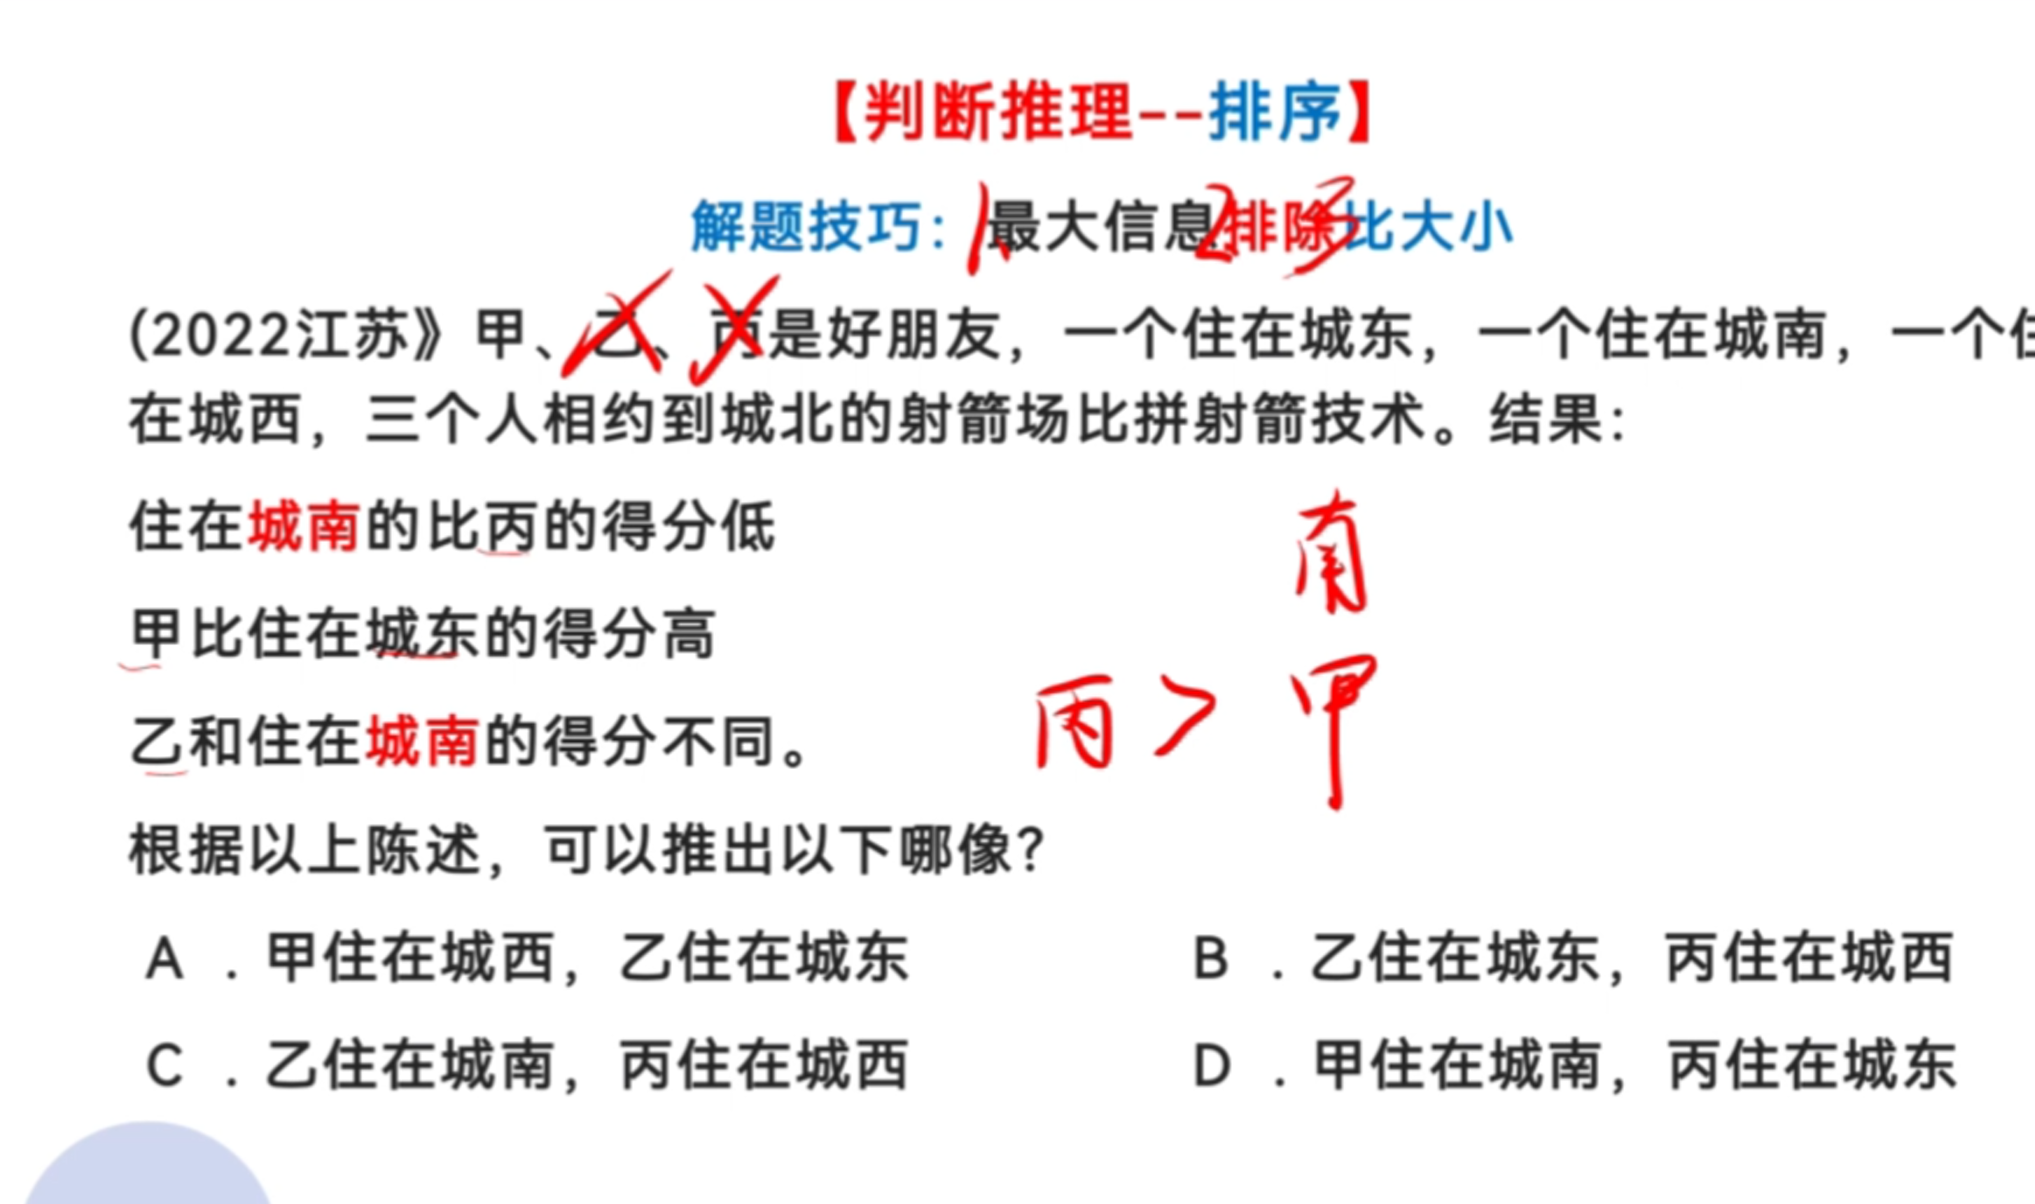 【判断推理--排序】
解题技巧：1、最大信息2排除3比大小
(2022江苏》甲、乙、丙是好朋友，一个住在城东，一个住在城南，一个住
在城西，三个人相约到城北的射箭场比拼射箭技术。结果：
住在城南的比丙的得分低
南
甲比住在城东的得分高
丙＞甲
乙和住在城南的得分不同。
根据以上陈述，可以推出以下哪像？
A．甲住在城西，乙住在城东
B．乙住在城东，丙住在城西
C．乙住在城南，丙住在城西
D．甲住在城南，丙住在城东